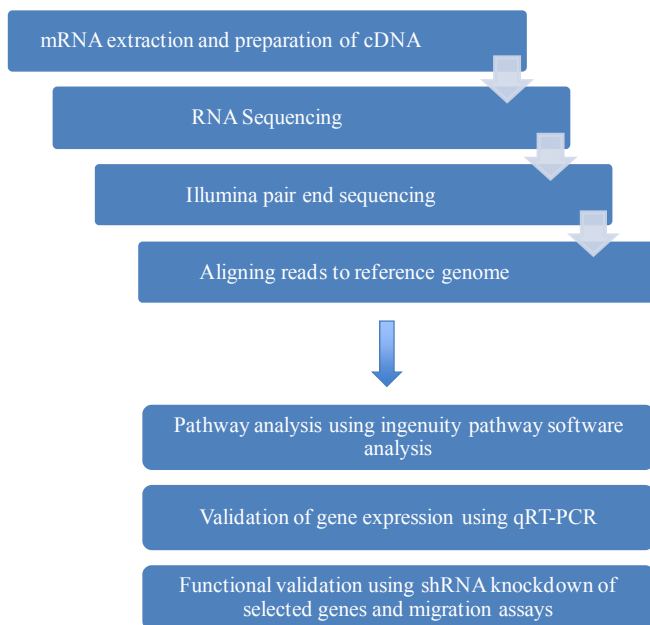 mRNA extraction and preparation of cDNA
RNA Sequencing
Illumina pair end sequencing
Aligning reads to reference genome
Pathway analysis using ingenuity pathway software
analysis
Validation of gene expression using qRT-PCR
Functional validation using shRNA knockdown of
selected genes and migration assays